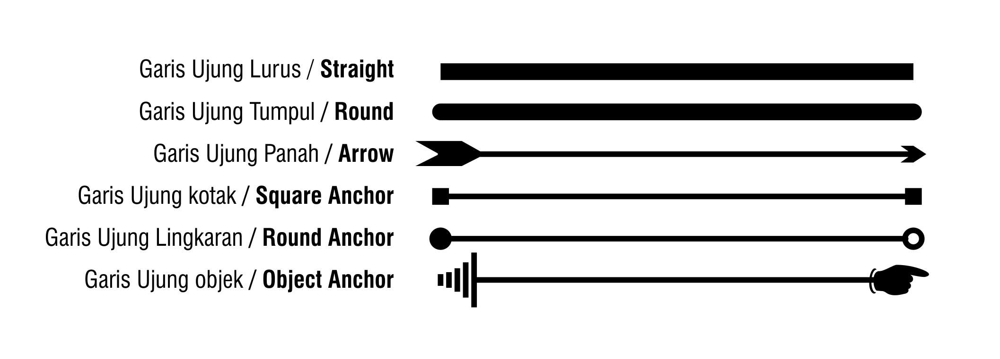 Garis Ujung Lurus / Straight
Garis Ujung Tumpul / Round
Garis Ujung Panah / Arrow
Garis Ujung kotak / Square Anchor
Garis Ujung Lingkaran / Round Anchor
Garis Ujung objek / Object Anchor